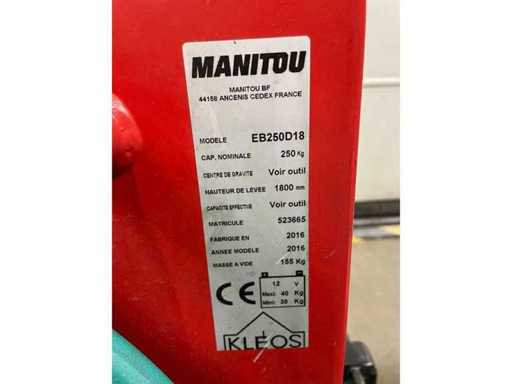 MANITOU
MANITOU BF
44158 ANCENIS CEDEX FRANCE
MODELE EB250D18
CAP. NOMINALE 250 Kg
CENTRE DE GRAVITE Voir outil
HAUTEUR DE LEVEE 1800 mm
CAPACITE EFFECTIVE Voir outil
MATRICULE 523665
FABRIQUE EN 2016
ANNEE MODELE 2016
MASSE A VIDE 155 Kg
CE
12 V
Maxi: 40 Kg
Mini: 30 Kg
KLEOS